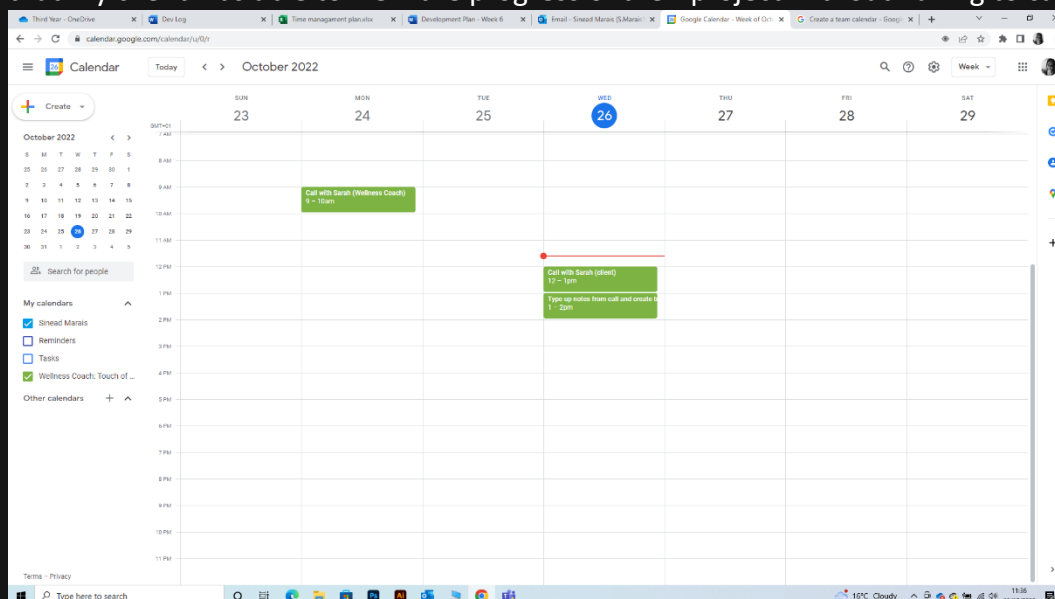 Third Year - OneDrive
Dev Log
Time managament plan.xlsx
Development Plan - Week 6
Email - Sinead Marais (S.Marais
Google Calendar - Week of Oct
Create a team calendar - Goog
calendar.google.com/calendar/u/0/r
26 Calendar
Today
October 2022
Week
Create
SUN MON TUE WED THU FRI SAT
23 24 25 26 27 28 29
GMT+01
October 2022
S M T W T F S
25 26 27 28 29 30 1
2 3 4 5 6 7 8
9 10 11 12 13 14 15
16 17 18 19 20 21 22
23 24 25 26 27 28 29
30 31 1 2 3 4 5
Search for people
My calendars
Sinead Marais
Reminders
Tasks
Wellness Coach: Touch of ...
Other calendars
7 AM
8 AM
9 AM
10 AM
11 AM
12 PM
1 PM
2 PM
3 PM
4 PM
5 PM
6 PM
7 PM
8 PM
9 PM
10 PM
11 PM
Call with Sarah (Wellness Coach)
9 – 10am
Call with Sarah (client)
12 – 1pm
Type up notes from call and create b
1 – 2pm
Terms – Privacy
Type here to search
16°C Cloudy
11:36